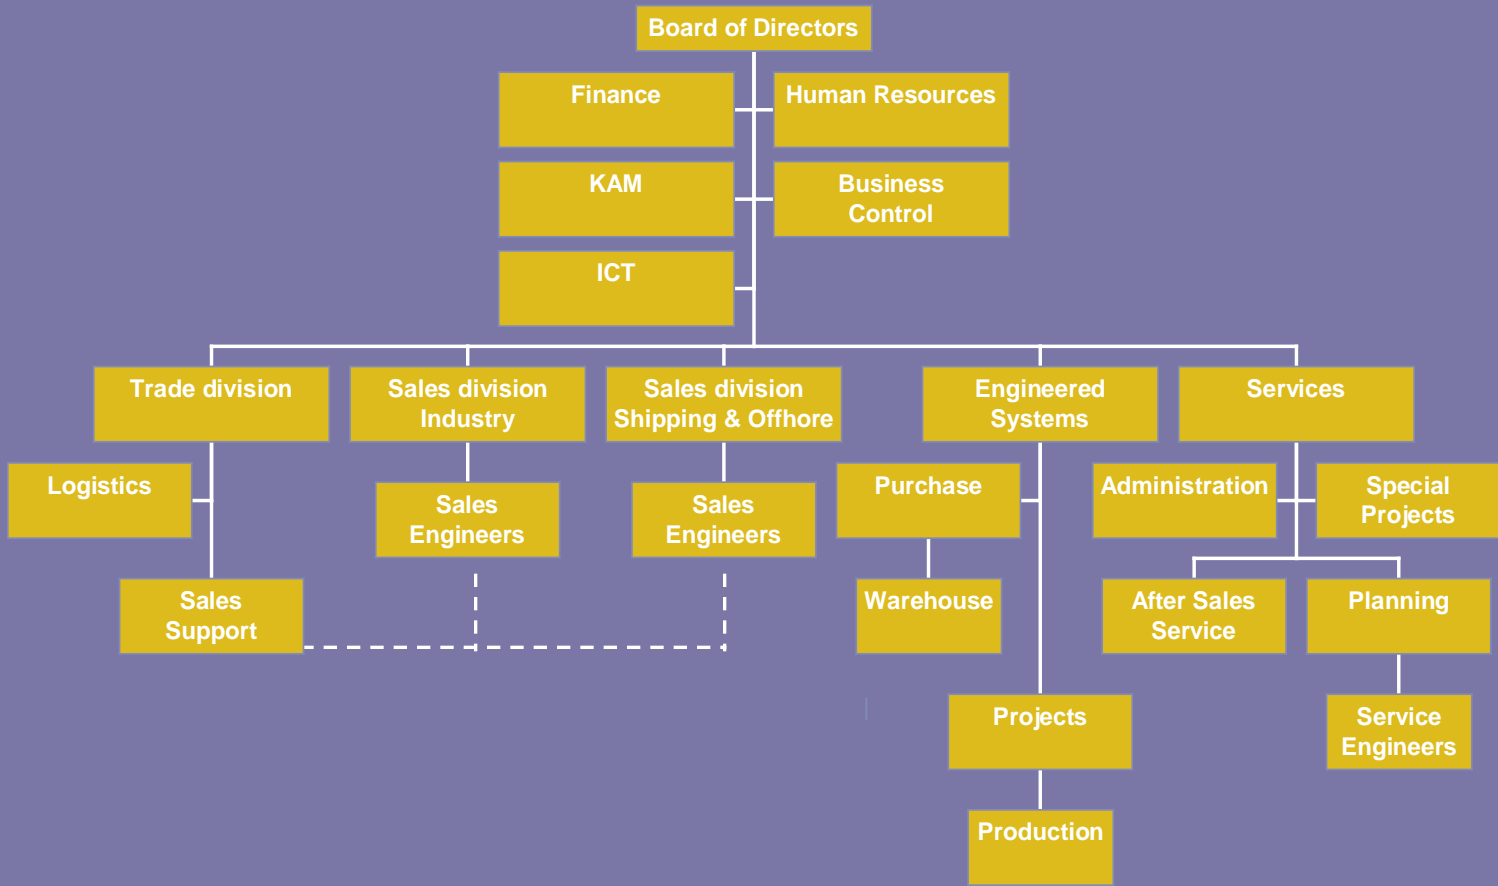 Board of Directors
Finance
Human Resources
KAM
Business
Control
ICT
Trade division
Sales division
Industry
Sales division
Shipping & Offhore
Engineered
Systems
Services
Logistics
Sales
Engineers
Sales
Engineers
Purchase
Administration
Special
Projects
Sales
Support
Warehouse
After Sales
Service
Planning
Projects
Service
Engineers
Production